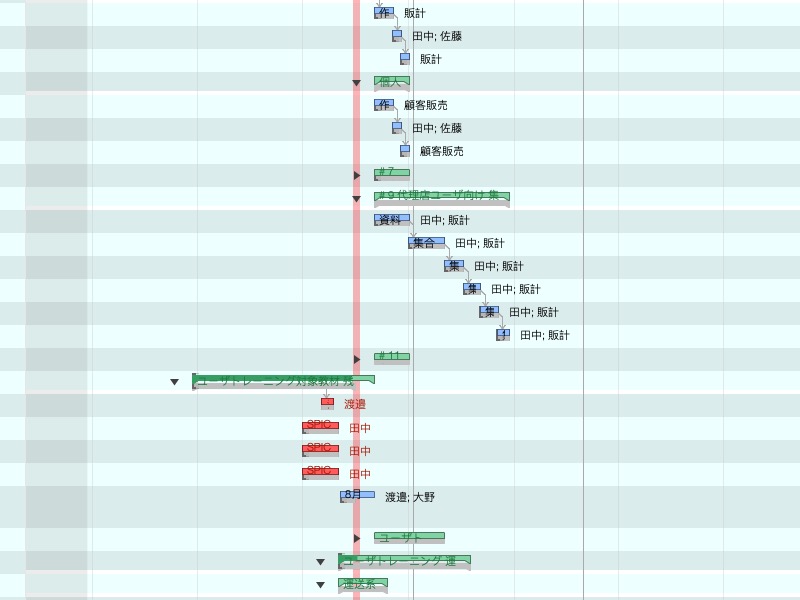 作 販計
田中; 佐藤
販計
個人
作 顧客販売
田中; 佐藤
顧客販売
# 7
# 9 代理店ユーザ向け 集
資料 田中; 販計
集合 田中; 販計
集 田中; 販計
集 田中; 販計
集 田中; 販計
田中; 販計
# 11
ユーザトレーニング対象教材 残
渡邉
SPIC 田中
SPIC 田中
SPIC 田中
8月 渡邉; 大野
ユーザト
ユーザトレーニング 運
運送系